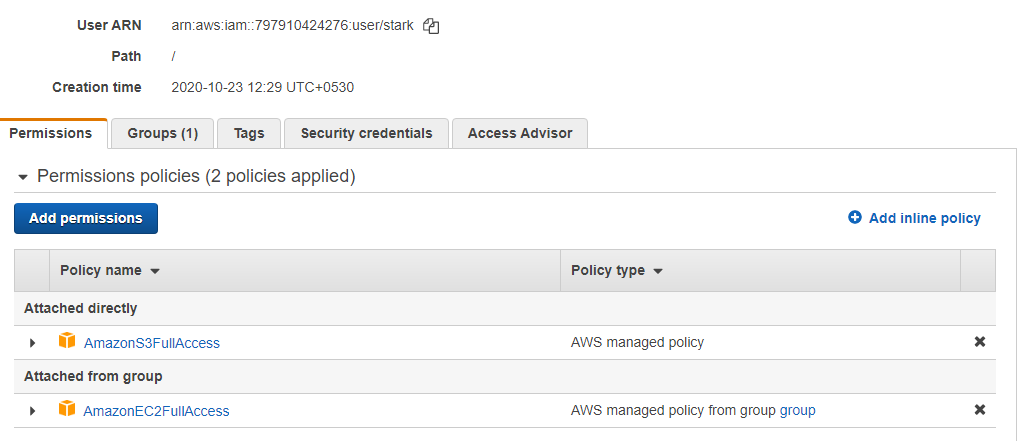 User ARN arn:aws:iam::797910424276:user/stark
Path /
Creation time 2020-10-23 12:29 UTC+0530
Permissions Groups (1) Tags Security credentials Access Advisor
Permissions policies (2 policies applied)
Add permissions Add inline policy
Policy name Policy type
Attached directly
AmazonS3FullAccess AWS managed policy
Attached from group
AmazonEC2FullAccess AWS managed policy from group group